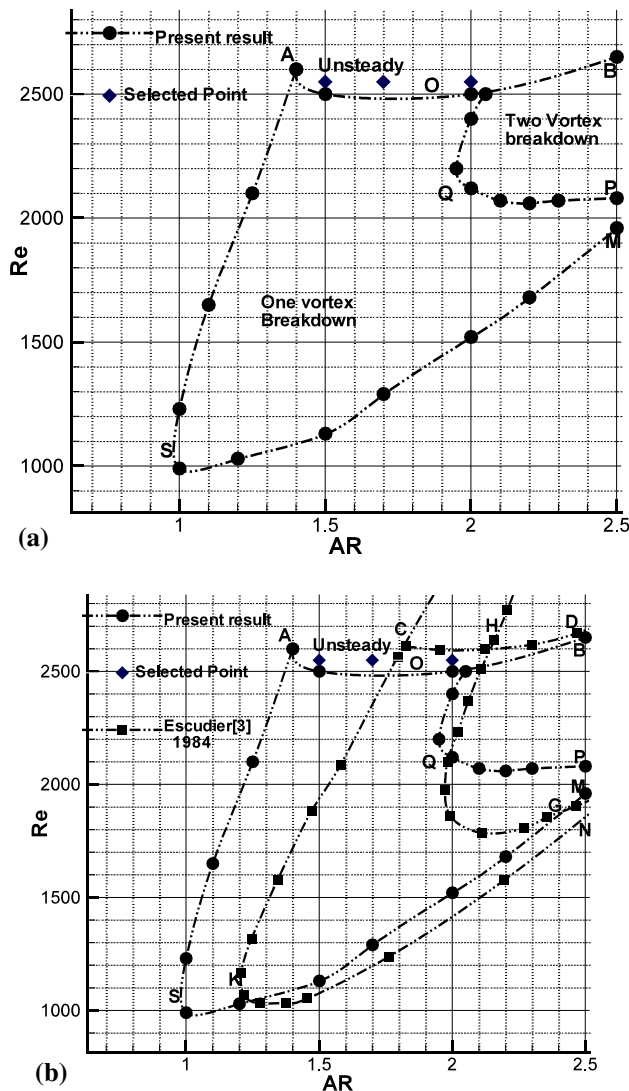 Present result
A
Unsteady
Selected Point
O
B
Two Vortex
breakdown
Q
P
M
One vortex
Breakdown
S
2500
2000
1500
1000
Re
1
1.5
2
2.5
AR
(a)
Present result
A
Unsteady
C
H
D
B
Selected Point
O
Escudier[3]
1984
Q
P
M
G
N
K
S
2500
2000
1500
1000
Re
1
1.5
2
2.5
AR
(b)